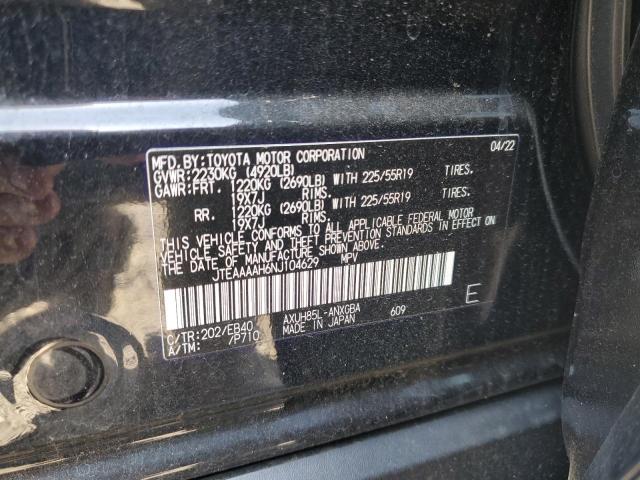 MFD.BY:TOYOTA MOTOR CORPORATION 04/22
GVWR:2230KG (4920LB)
GAWR:FRT. 1220KG (2690LB) WITH 225/55R19 TIRES.
19X7J RIMS.
RR. 1220KG (2690LB) WITH 225/55R19 TIRES.
19X7J RIMS.
THIS VEHICLE CONFORMS TO ALL APPLICABLE FEDERAL MOTOR
VEHICLE SAFETY AND THEFT PREVENTION STANDARDS IN EFFECT
ON THE DATE OF MANUFACTURE SHOWN ABOVE.
JTEAAAAH6NJ104629 MPV
E
C/TR:202/EB40 AXUH85L-ANXGBA 609
A/TM: /P710 MADE IN JAPAN